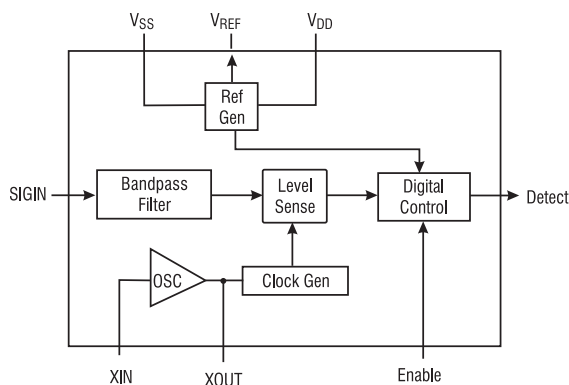 VSS VREF VDD
Ref
Gen
SIGIN
Bandpass
Filter
Level
Sense
Digital
Control
Detect
OSC
Clock Gen
XIN
XOUT
Enable